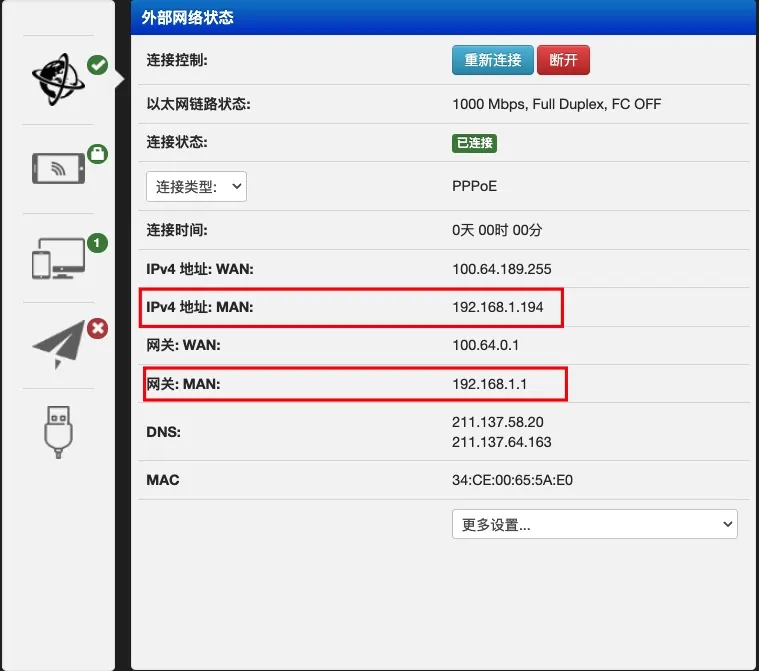 外部网络状态
连接控制: 重新连接 断开
以太网链路状态: 1000 Mbps, Full Duplex, FC OFF
连接状态: 已连接
连接类型: PPPoE
连接时间: 0天 00时 00分
IPv4 地址: WAN: 100.64.189.255
IPv4 地址: MAN: 192.168.1.194
网关: WAN: 100.64.0.1
网关: MAN: 192.168.1.1
DNS: 211.137.58.20
211.137.64.163
MAC 34:CE:00:65:5A:E0
更多设置...
1